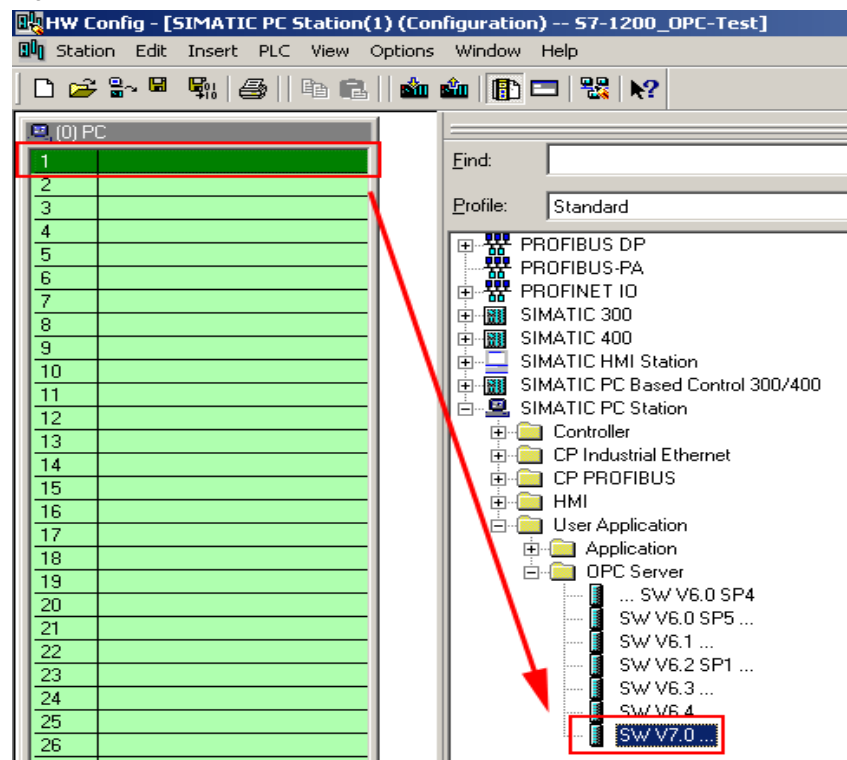 HW Config - [SIMATIC PC Station(1) (Configuration) -- S7-1200_OPC-Test]
Station Edit Insert PLC View Options Window Help
(0) PC
1
2
3
4
5
6
7
8
9
10
11
12
13
14
15
16
17
18
19
20
21
22
23
24
25
26
Find:
Profile: Standard
PROFIBUS DP
PROFIBUS-PA
PROFINET IO
SIMATIC 300
SIMATIC 400
SIMATIC HMI Station
SIMATIC PC Based Control 300/400
SIMATIC PC Station
Controller
CP Industrial Ethernet
CP PROFIBUS
HMI
User Application
Application
OPC Server
... SW V6.0 SP4
SW V6.0 SP5 ...
SW V6.1 ...
SW V6.2 SP1 ...
SW V6.3 ...
SW V6.4
SW V7.0 ...